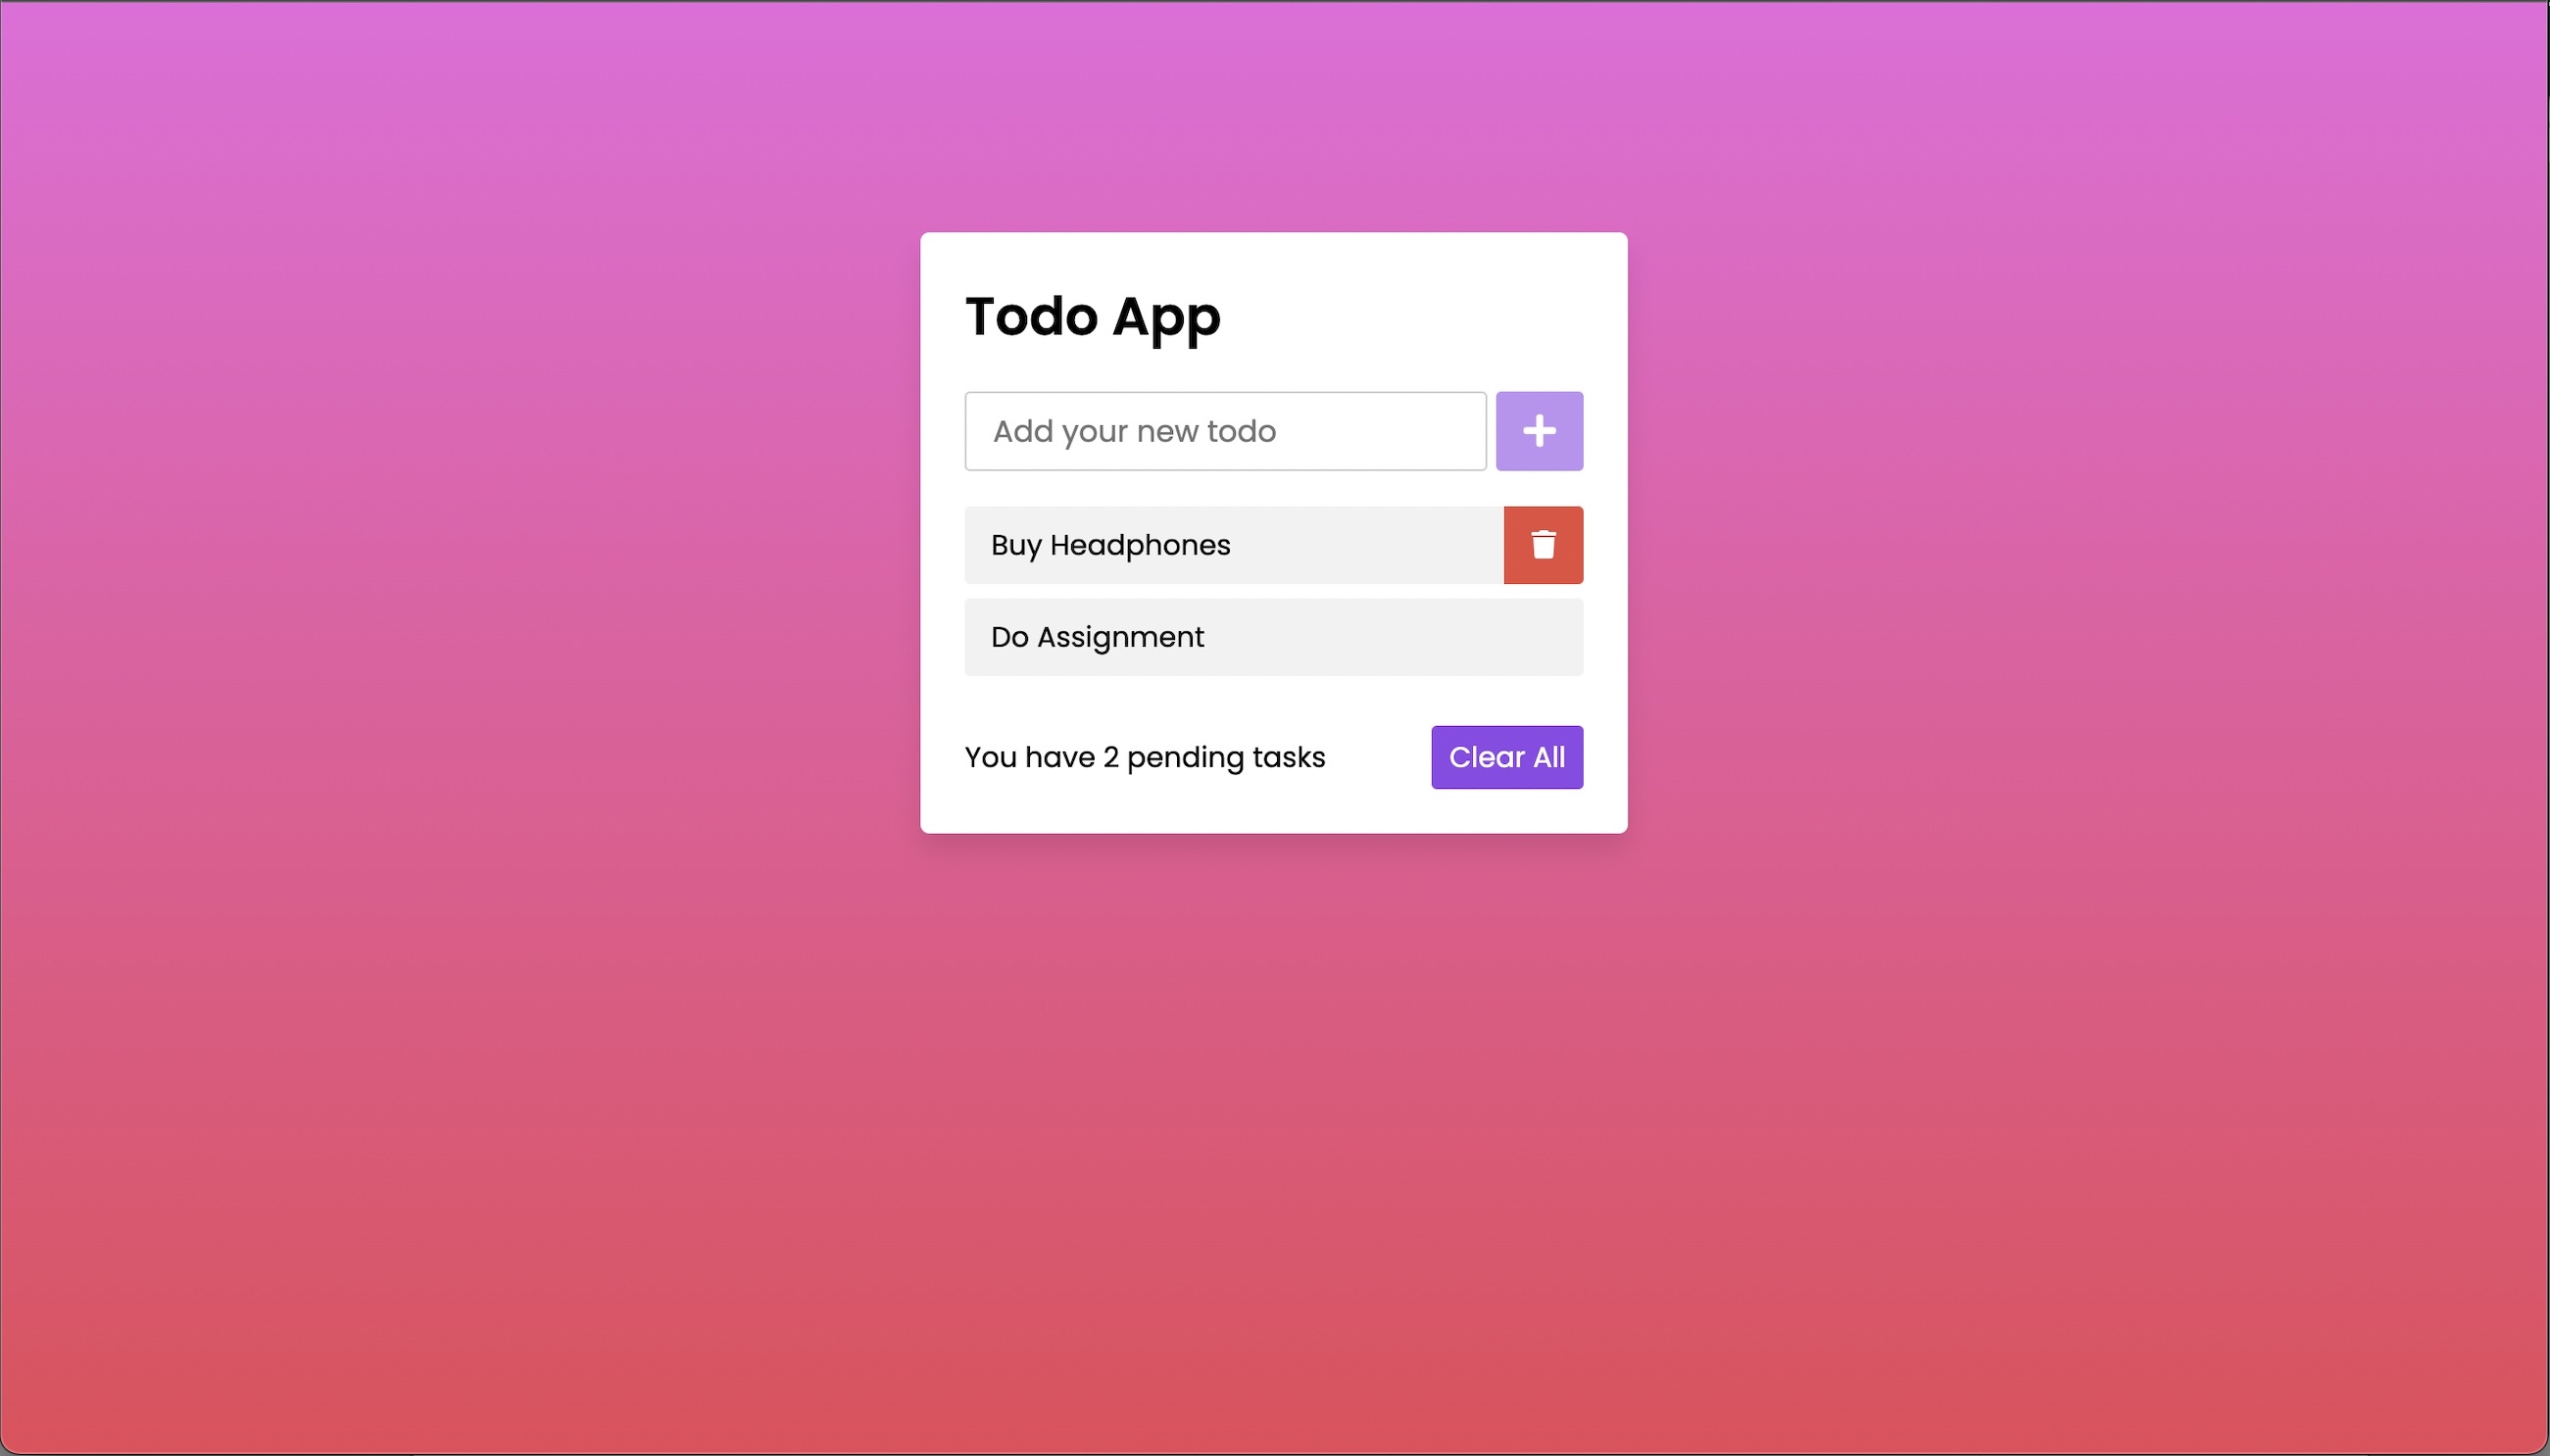 Todo App
Add your new todo
Buy Headphones
Do Assignment
You have 2 pending tasks
Clear All